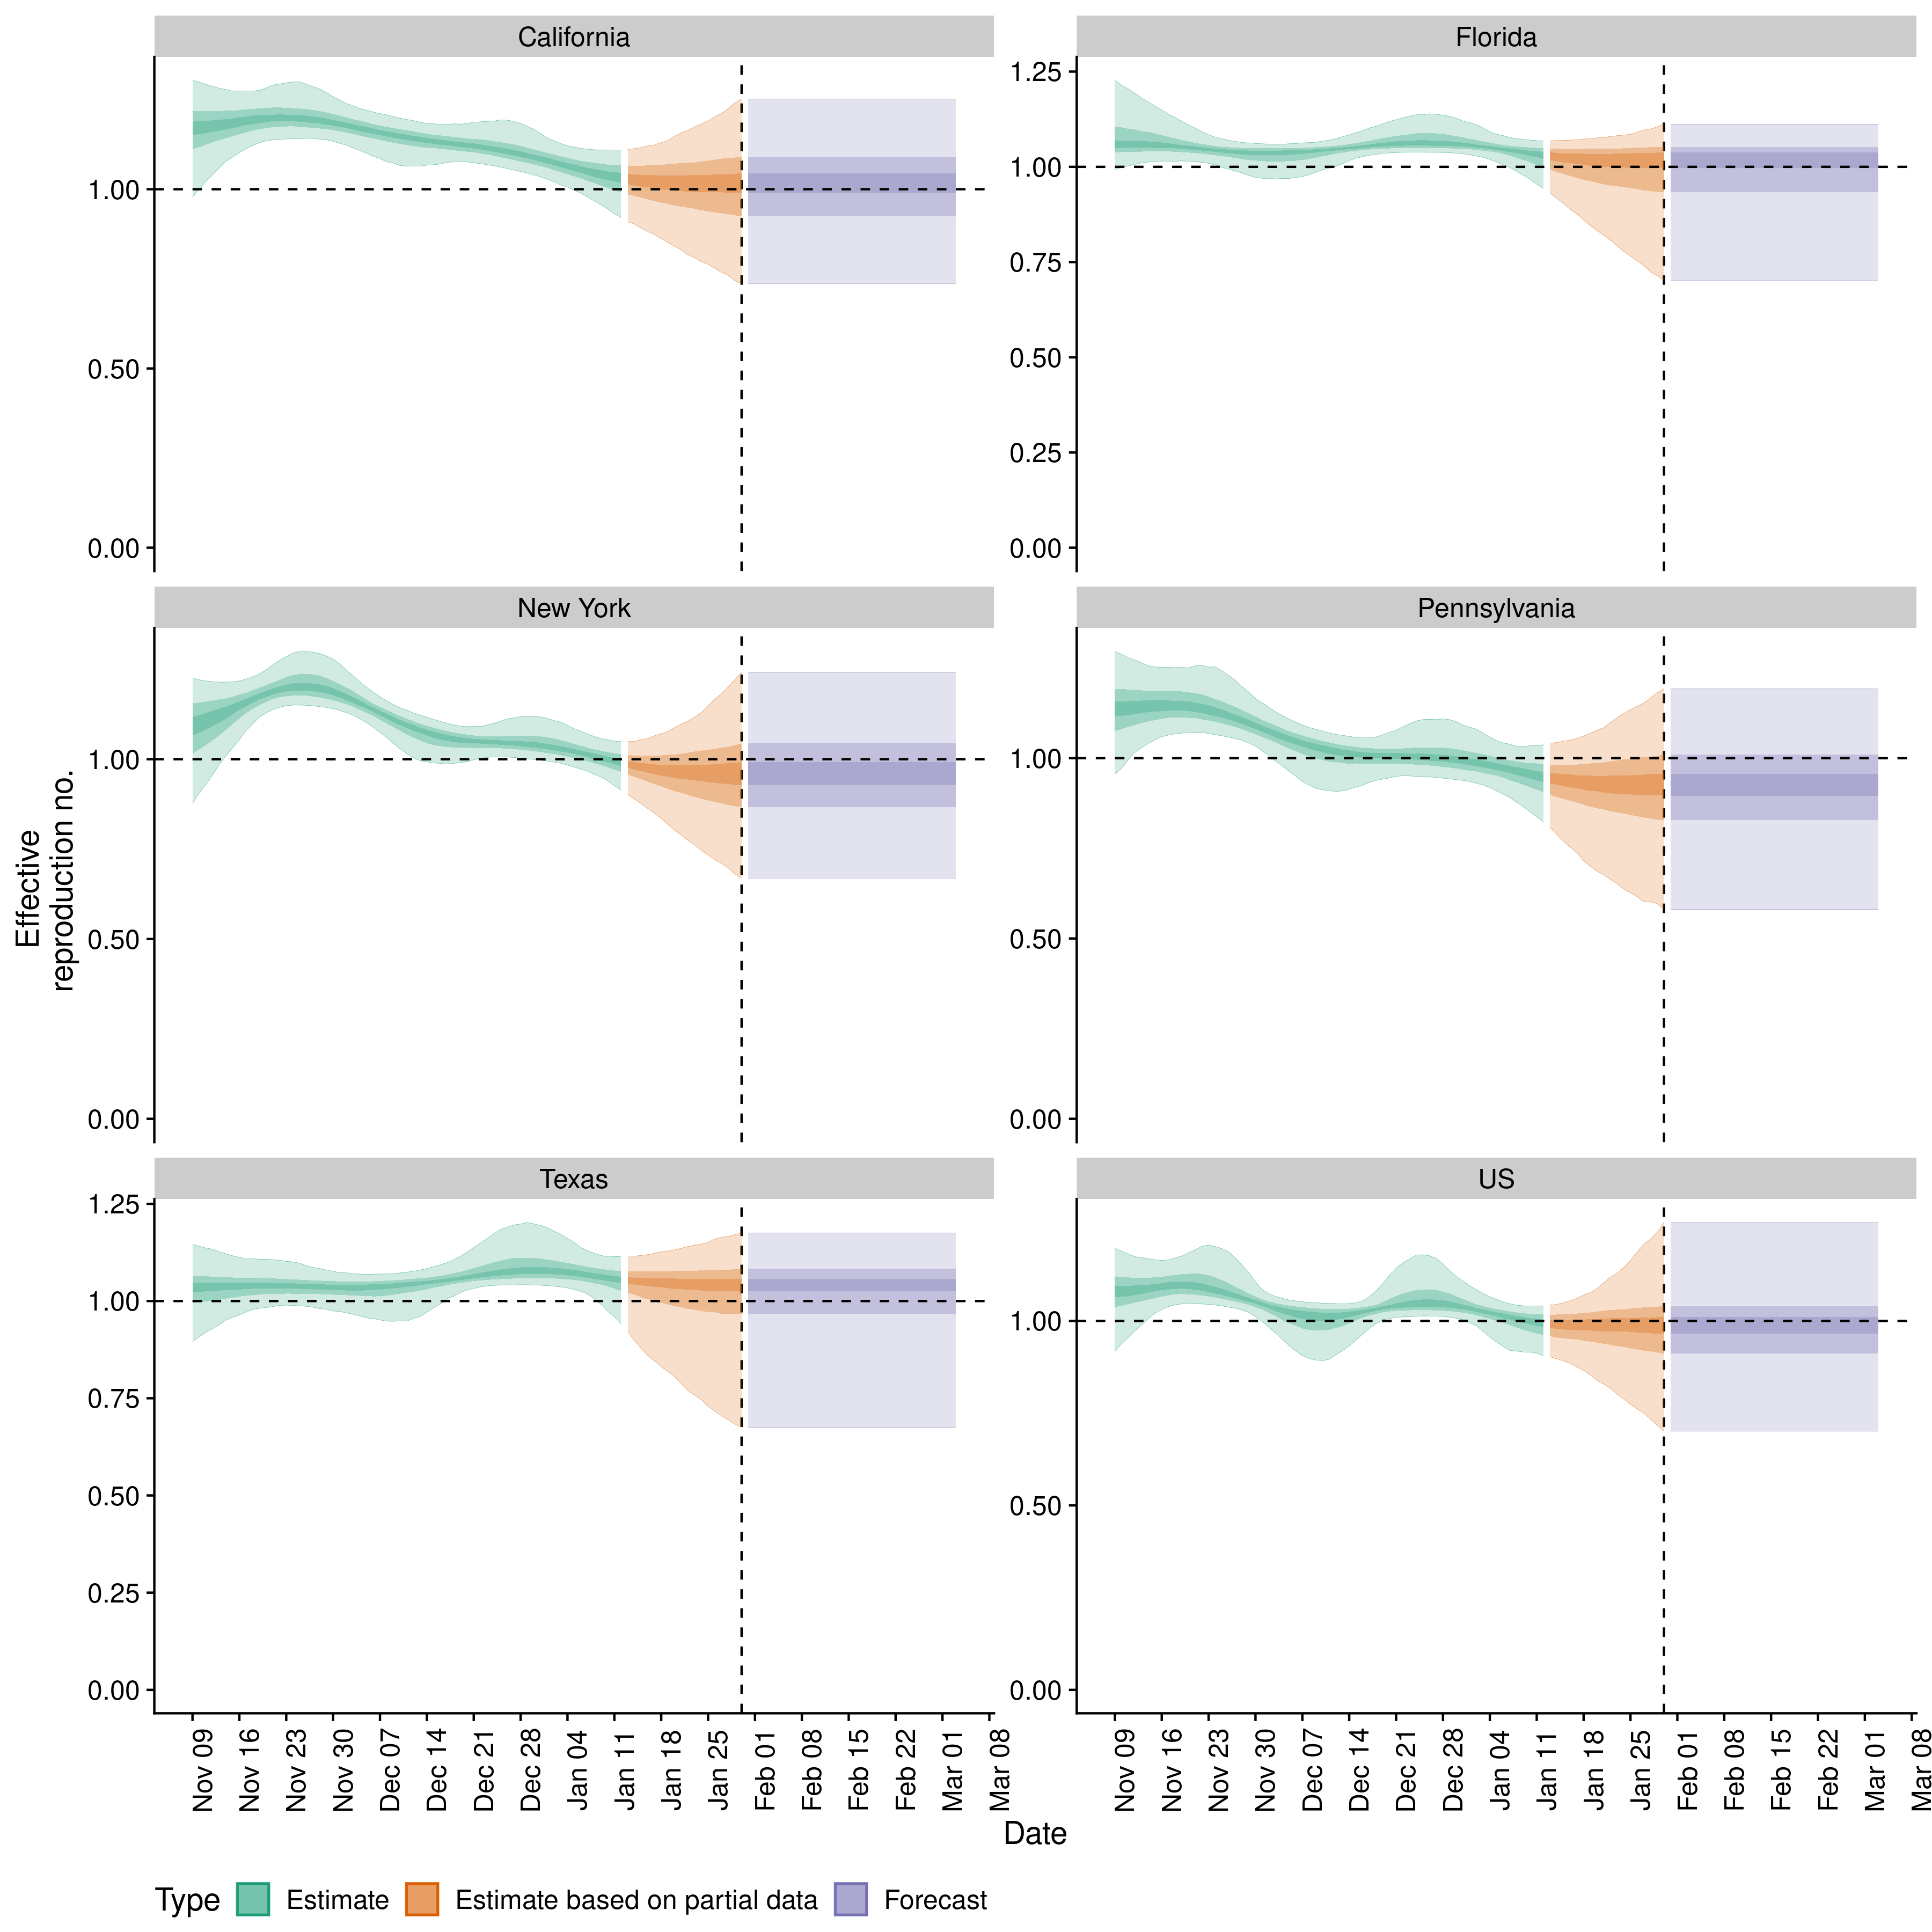 California
Florida
1.00
0.50
0.00
1.25
1.00
0.75
0.50
0.25
0.00
New York
Pennsylvania
1.00
0.50
0.00
1.00
0.50
0.00
Effective
reproduction no.
Texas
US
1.25
1.00
0.75
0.50
0.25
0.00
1.00
0.50
0.00
Nov 09
Nov 16
Nov 23
Nov 30
Dec 07
Dec 14
Dec 21
Dec 28
Jan 04
Jan 11
Jan 18
Jan 25
Feb 01
Feb 08
Feb 15
Feb 22
Mar 01
Mar 08
Nov 09
Nov 16
Nov 23
Nov 30
Dec 07
Dec 14
Dec 21
Dec 28
Jan 04
Jan 11
Jan 18
Jan 25
Feb 01
Feb 08
Feb 15
Feb 22
Mar 01
Mar 08
Date
Type Estimate Estimate based on partial data Forecast